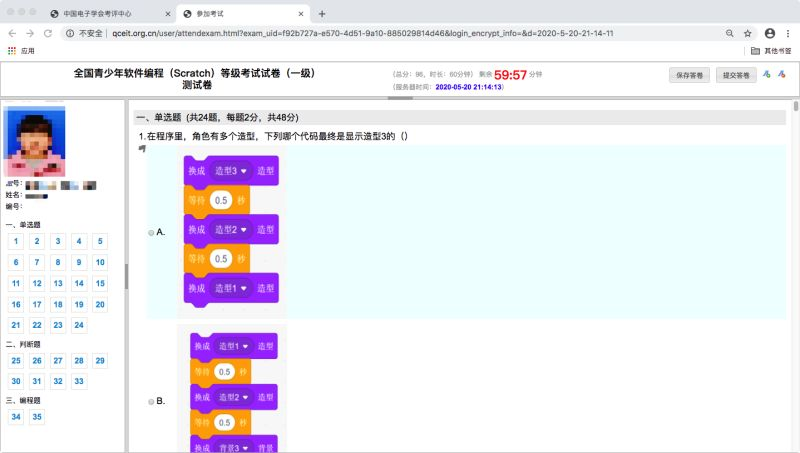 中国电子学会考评中心
参加考试
不安全
qceit.org.cn/user/attendexam.html?exam_uid=f92b727a-e570-4d51-9a10-885029814d46&login_encrypt_info=&d=2020-5-20-21-14-11
应用
其他书签
全国青少年软件编程（Scratch）等级考试试卷（一级）
测试卷
(总分：96，时长：60分钟) 剩余 59:57 分钟
(服务器时间：2020-05-20 21:14:13)
保存答卷
提交答卷
姓名：
编号：
一、单选题
1 2 3 4 5
6 7 8 9 10
11 12 13 14 15
16 17 18 19 20
21 22 23 24
二、判断题
25 26 27 28 29
30 31 32 33
三、编程题
34 35
一、单选题 (共24题，每题2分，共48分)
1.在程序里，角色有多个造型，下列哪个代码最终是显示造型3的（）
A.
换成 造型3 造型
等待 0.5 秒
换成 造型2 造型
等待 0.5 秒
换成 造型1 造型
B.
换成 造型1 造型
等待 0.5 秒
换成 造型2 造型
等待 0.5 秒
换成 背景3 背景